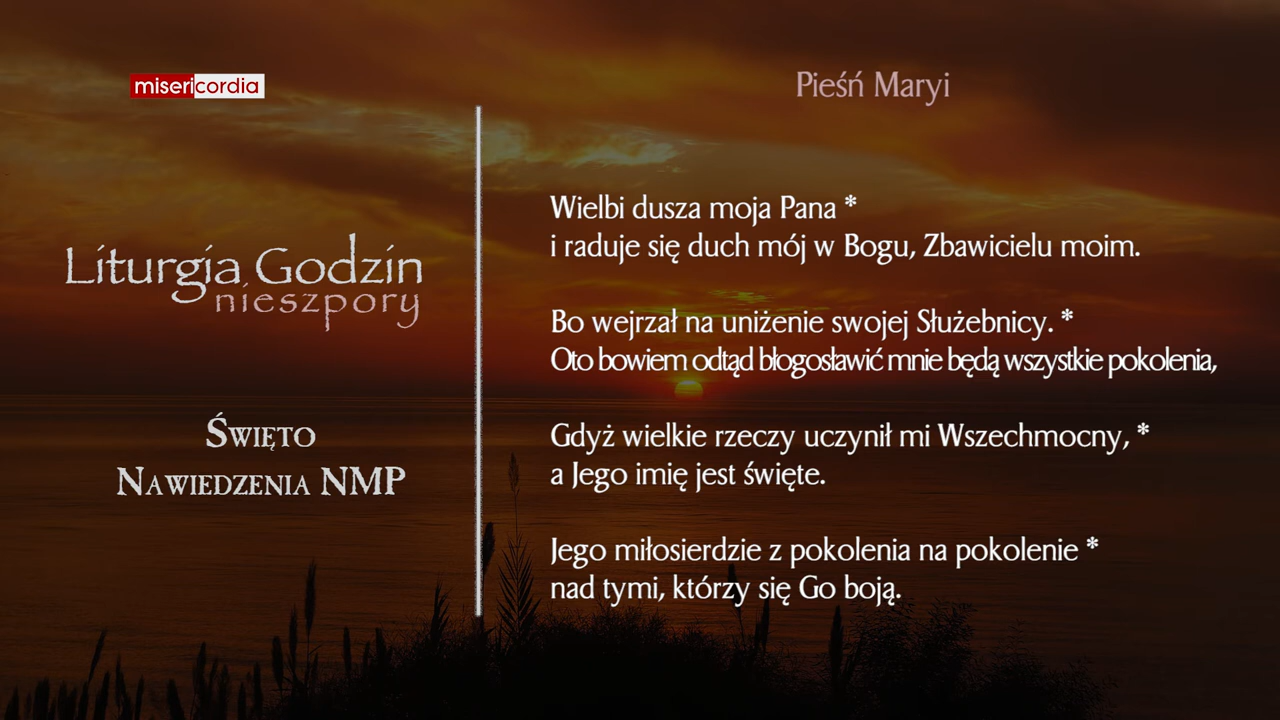 misericordia
Liturgia Godzin
nieszpory
Święto
Nawiedzenia NMP
Pieśń Maryi
Wielbi dusza moja Pana *
i raduje się duch mój w Bogu, Zbawicielu moim.
Bo wejrzał na uniżenie swojej Służebnicy. *
Oto bowiem odtąd błogosławić mnie będą wszystkie pokolenia,
Gdyż wielkie rzeczy uczynił mi Wszechmocny, *
a Jego imię jest święte.
Jego miłosierdzie z pokolenia na pokolenie *
nad tymi, którzy się Go boją.